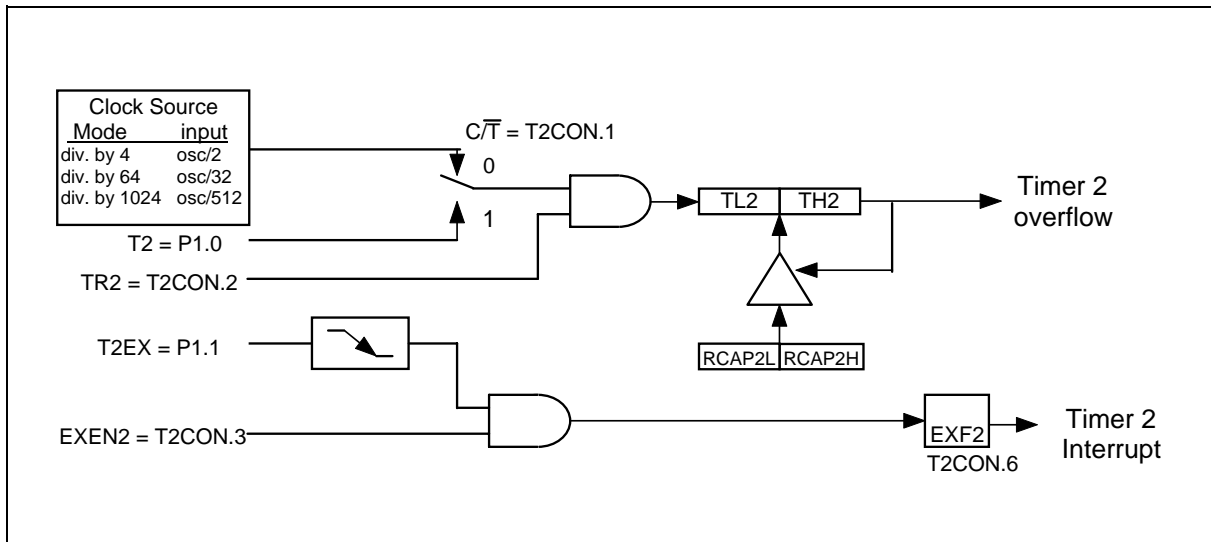 Clock Source
Mode input
div. by 4 osc/2
div. by 64 osc/32
div. by 1024 osc/512
C/T̅ = T2CON.1
0
1
T2 = P1.0
TR2 = T2CON.2
TL2 TH2
Timer 2
overflow
RCAP2L RCAP2H
T2EX = P1.1
EXEN2 = T2CON.3
EXF2
T2CON.6
Timer 2
Interrupt